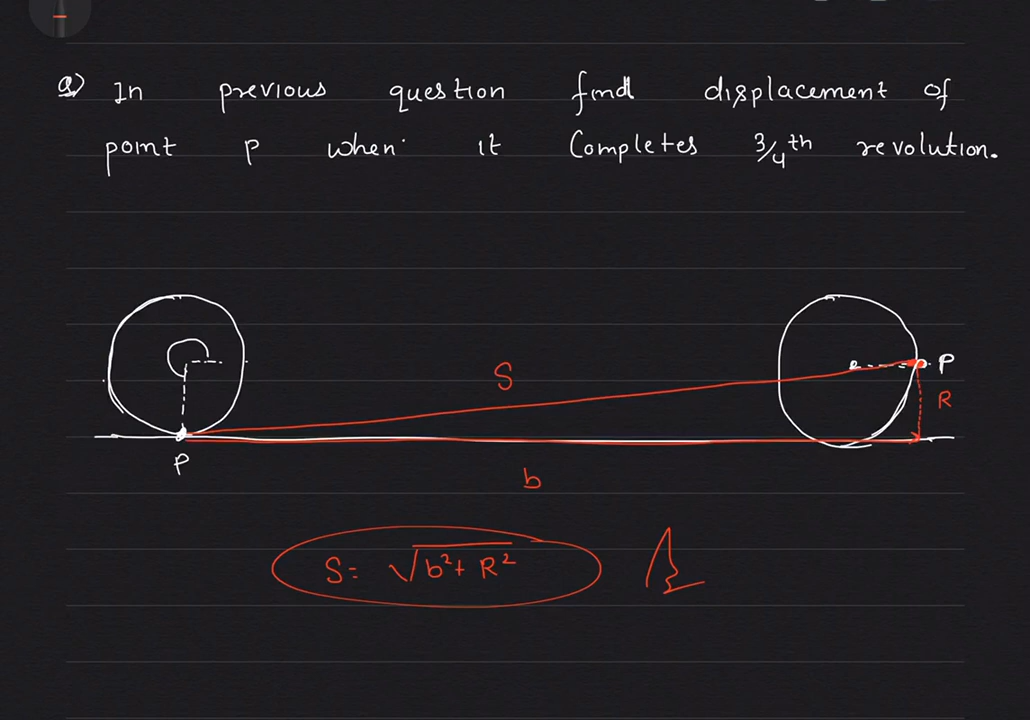 Q) In previous question find displacement of
point P when it Completes 3/4th revolution.
S
P
R
P
b
S = √b²+ R²